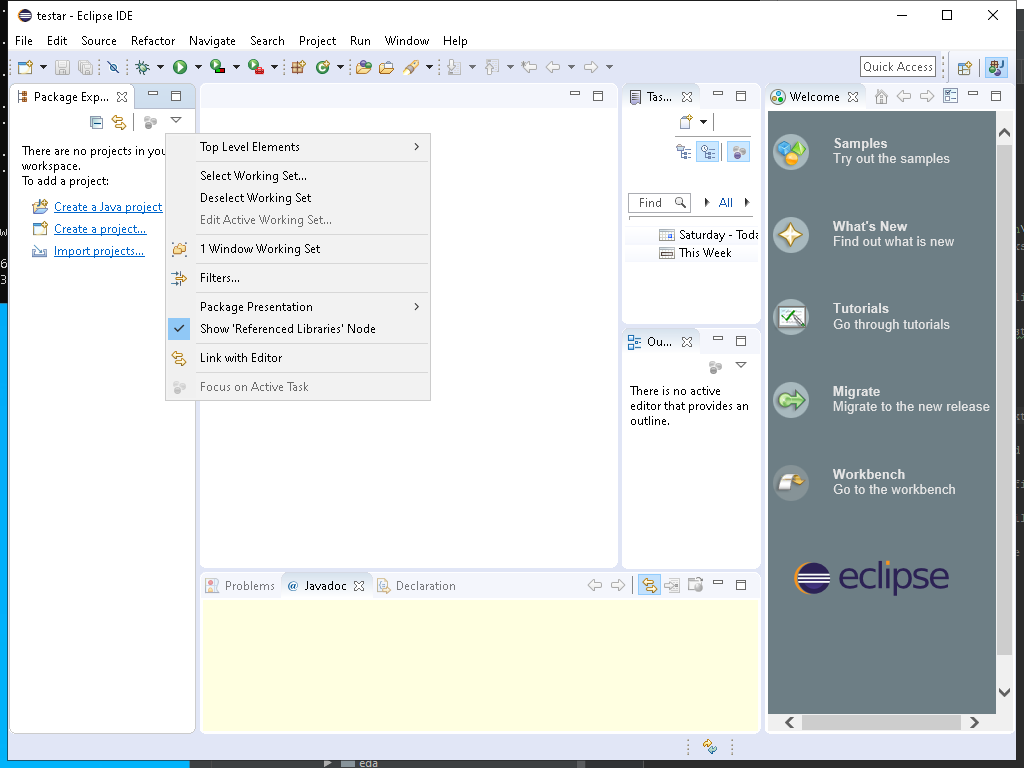 testar - Eclipse IDE
File Edit Source Refactor Navigate Search Project Run Window Help
Quick Access
Package Exp...
There are no projects in you
workspace.
To add a project:
Create a Java project
Create a project...
Import projects...
Top Level Elements
Select Working Set...
Deselect Working Set
Edit Active Working Set...
1 Window Working Set
Filters...
Package Presentation
Show 'Referenced Libraries' Node
Link with Editor
Focus on Active Task
Tas...
Find
All
Saturday - Toda
This Week
Ou...
There is no active
editor that provides an
outline.
Welcome
Samples
Try out the samples
What's New
Find out what is new
Tutorials
Go through tutorials
Migrate
Migrate to the new release
Workbench
Go to the workbench
eclipse
Problems
@ Javadoc
Declaration
eda